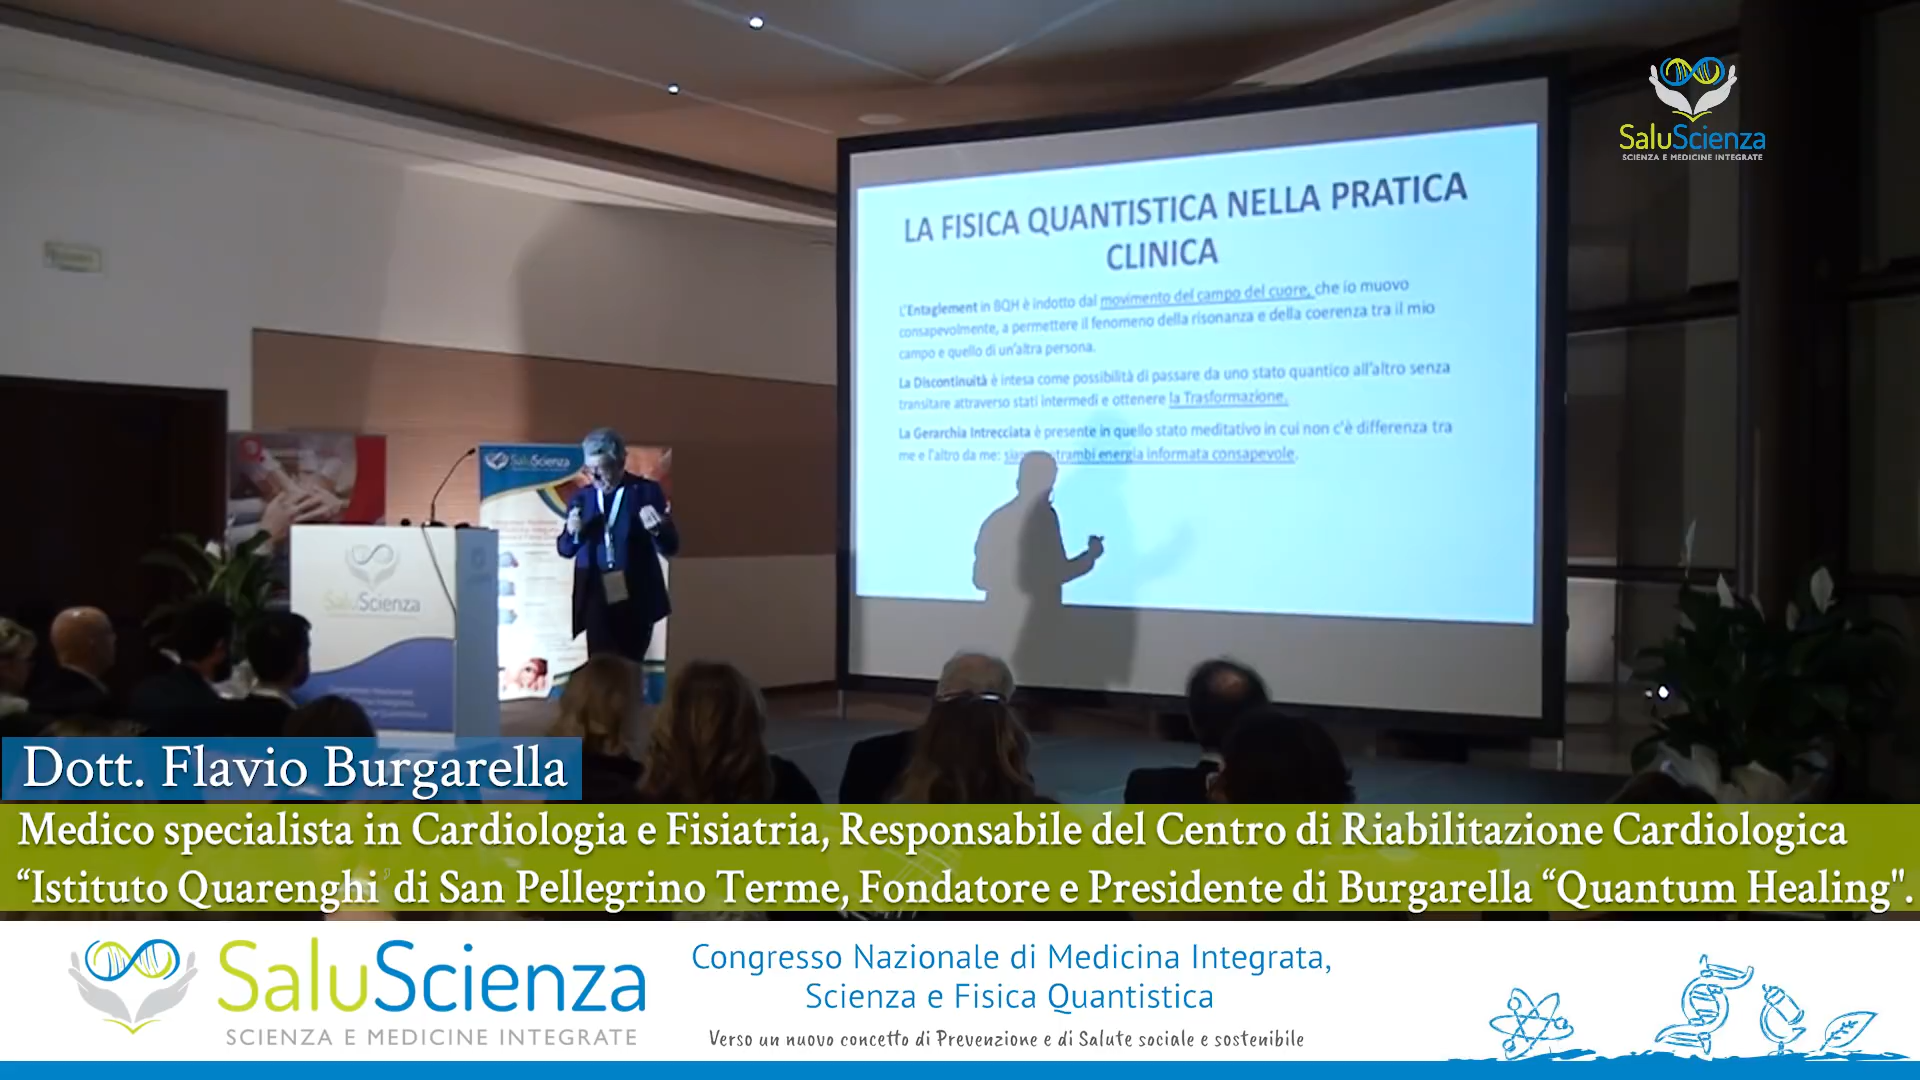 SaluScienza
SCIENZA E MEDICINE INTEGRATE
LA FISICA QUANTISTICA NELLA PRATICA
CLINICA
L'Entaglement in BQH è indotto dal movimento del campo del cuore, che io muovo
consapevolmente, a permettere il fenomeno della risonanza e della coerenza tra il mio
campo e quello di un'altra persona.
La Discontinuità è intesa come possibilità di passare da uno stato quantico all'altro senza
transitare attraverso stati intermedi e ottenere la Trasformazione.
La Gerarchia Intrecciata è presente in quello stato meditativo in cui non c'è differenza tra
me e l'altro da me: energia informata consapevole.
SaluScienza
SaluScienza
Dott. Flavio Burgarella
Medico specialista in Cardiologia e Fisiatria, Responsabile del Centro di Riabilitazione Cardiologica
“Istituto Quarenghi” di San Pellegrino Terme, Fondatore e Presidente di Burgarella “Quantum Healing".
SaluScienza
SCIENZA E MEDICINE INTEGRATE
Congresso Nazionale di Medicina Integrata,
Scienza e Fisica Quantistica
Verso un nuovo concetto di Prevenzione e di Salute sociale e sostenibile